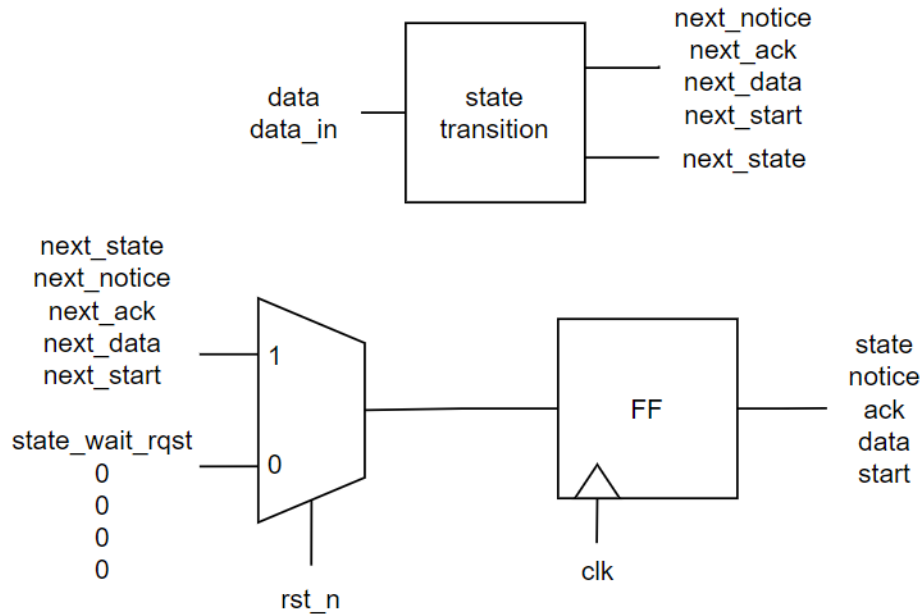 next_notice
next_ack
next_data
next_start
next_state
data
data_in
state
transition
next_state
next_notice
next_ack
next_data
next_start
1
state_wait_rqst
0
0
0
0
0
rst_n
FF
clk
state
notice
ack
data
start